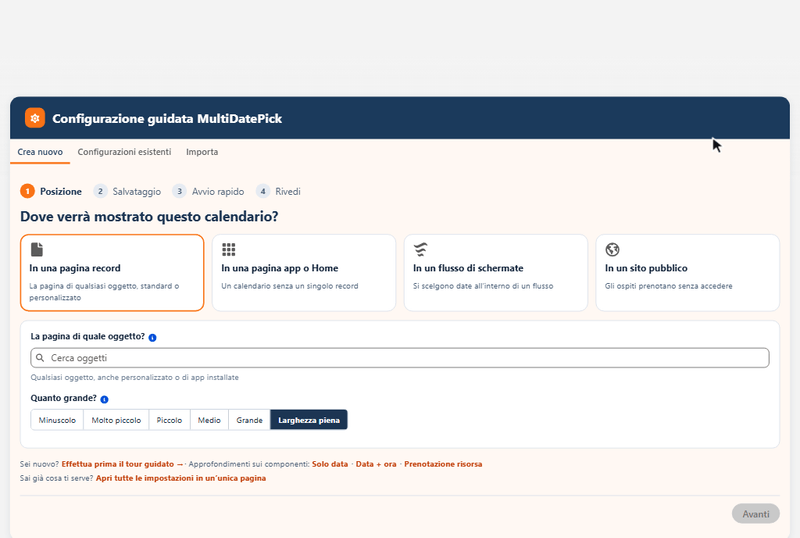 Configurazione guidata MultiDatePick
Crea nuovo Configurazioni esistenti Importa
1 Posizione 2 Salvataggio 3 Avvio rapido 4 Rivedi
Dove verrà mostrato questo calendario?
In una pagina record
La pagina di qualsiasi oggetto, standard o
personalizzato
In una pagina app o Home
Un calendario senza un singolo record
In un flusso di schermate
Si scelgono date all'interno di un flusso
In un sito pubblico
Gli ospiti prenotano senza accedere
La pagina di quale oggetto?
Cerca oggetti
Qualsiasi oggetto, anche personalizzato o di app installate
Quanto grande?
Minuscolo Molto piccolo Piccolo Medio Grande Larghezza piena
Sei nuovo? Effettua prima il tour guidato → · Approfondimenti sui componenti: Solo data · Data + ora · Prenotazione risorsa
Sai già cosa ti serve? Apri tutte le impostazioni in un'unica pagina
Avanti